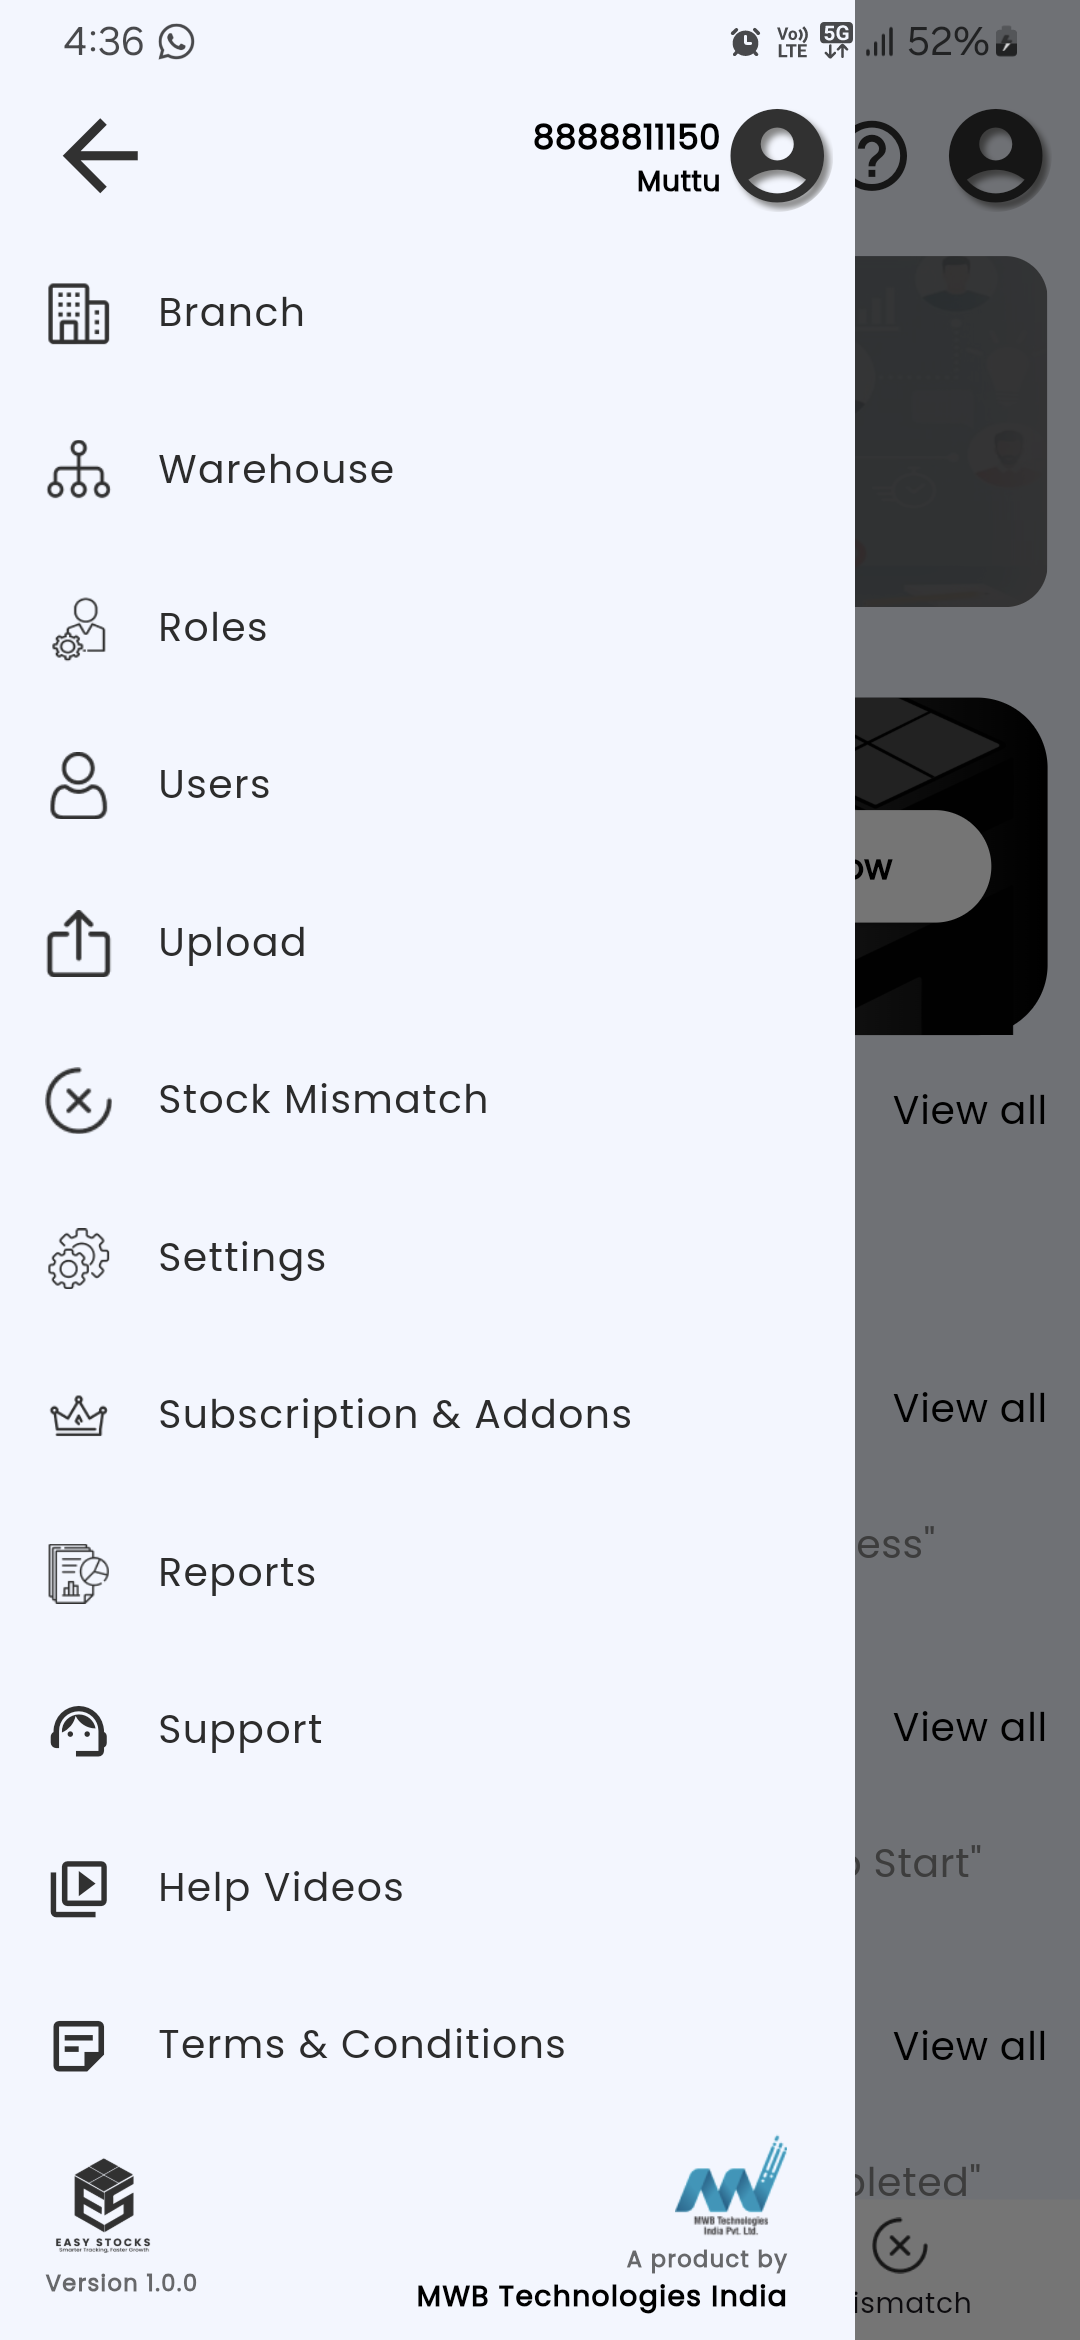 4:36
Vo)) LTE 5G 52%
8888811150
Muttu
Branch
Warehouse
Roles
Users
ow
Upload
Stock Mismatch
View all
Settings
Subscription & Addons
View all
ess"
Reports
Support
View all
Start"
Help Videos
Terms & Conditions
View all
pleted"
ES
EASY STOCKS
Smarter Tracking, Faster Growth
Version 1.0.0
MWB Technologies
India Pvt. Ltd.
A product by
MWB Technologies India
ismatch